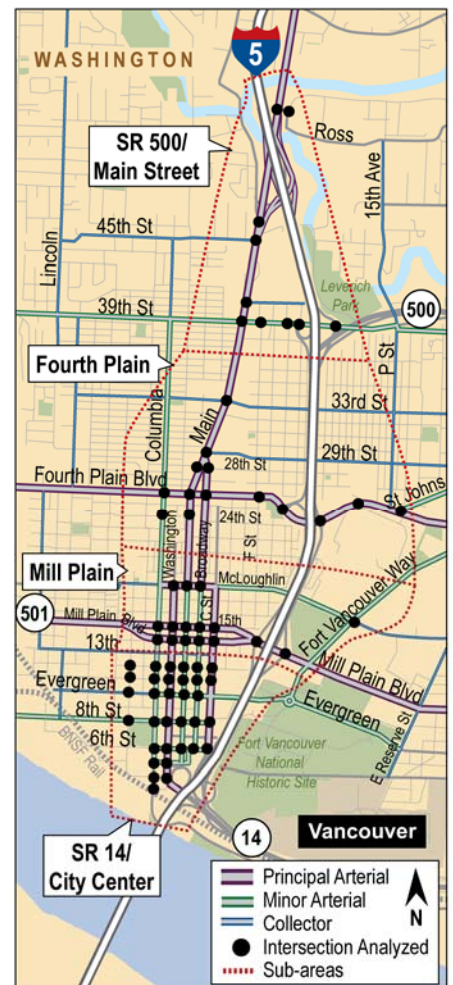 WASHINGTON
5
SR 500/
Main Street
Ross
15th Ave
45th St
Lincoln
Leverich
Park
39th St
500
P St
Fourth Plain
Columbia
Main
33rd St
28th St
29th St
Fourth Plain Blvd
St Johns
24th St
Washington
Broadway
F St
Mill Plain
McLoughlin
Fort Vancouver Way
501
Mill Plain Blvd
C St
15th
13th
Mill Plain Blvd
Evergreen
Evergreen
8th St
E Reserve St
6th St
BNSF Rail
Fort Vancouver
National
Historic Site
14
Vancouver
SR 14/
City Center
Principal Arterial
Minor Arterial
Collector
Intersection Analyzed
Sub-areas
N